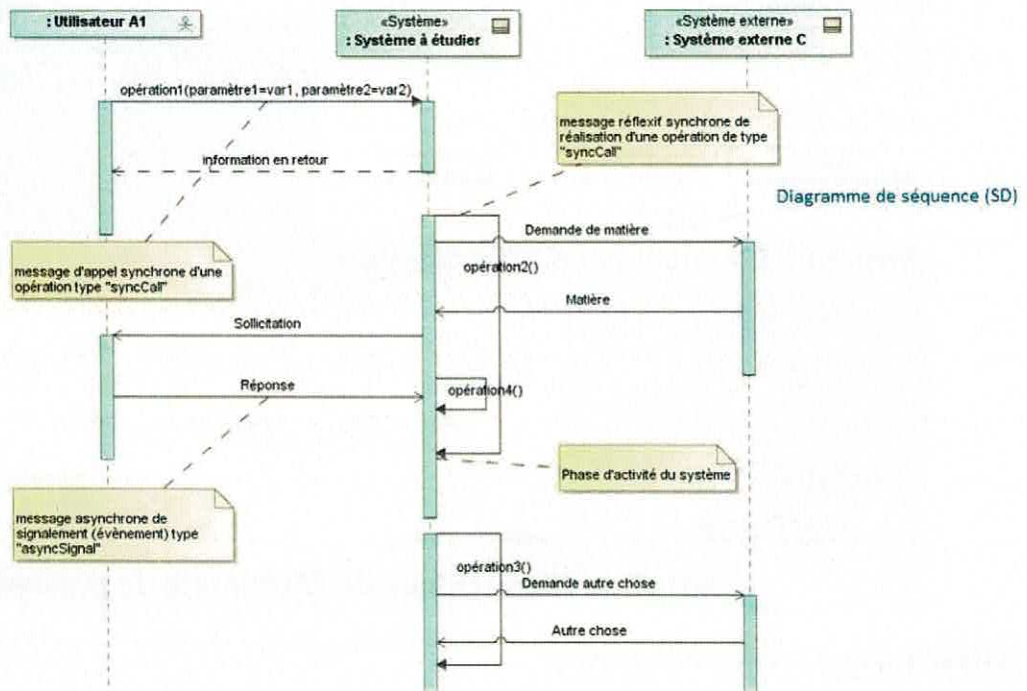 : Utilisateur A1
«Système»
: Système à étudier
«Système externe»
: Système externe C
opération1(paramètre1=var1, paramètre2=var2)
message réflexif synchrone de
réalisation d'une opération de type
"syncCall"
information en retour
Diagramme de séquence (SD)
Demande de matière
message d'appel synchrone d'une
opération type "syncCall"
opération2()
Matière
Sollicitation
Réponse
opération4()
Phase d'activité du système
message asynchrone de
signalement (évènement) type
"asyncSignal"
opération3()
Demande autre chose
Autre chose